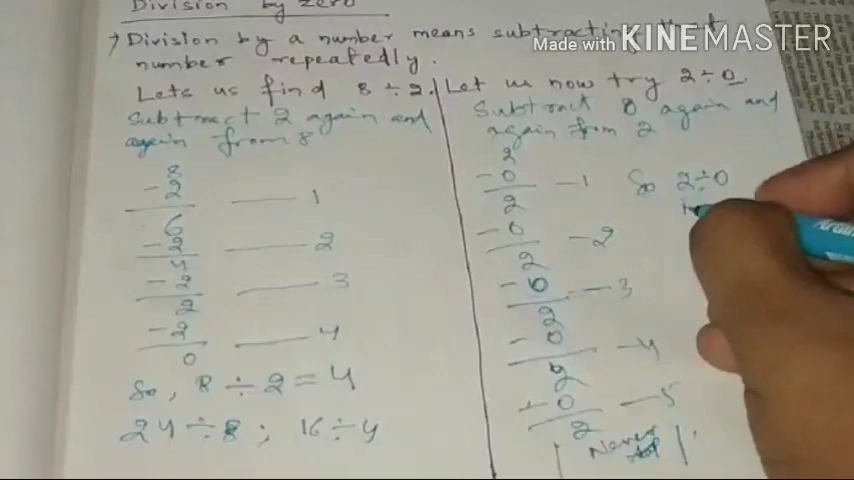 Division by zero
→ Division by a number means subtracting that
number repeatedly.
Made with KINEMASTER
Lets us find 8 ÷ 2.
Subtract 2 again and
again from 8
8
- 2 — 1
6
- 2 — 2
4
- 2 — 3
2
- 2 — 4
0
So, 8 ÷ 2 = 4
24 ÷ 8 ; 16 ÷ 4
Let us now try 2 ÷ 0
Subtract 0 again and
again from 2
2
- 0 — 1
2
- 0 — 2
2
- 0 — 3
2
- 0 — 4
2
- 0 — 5
2
Never
So 2 ÷ 0